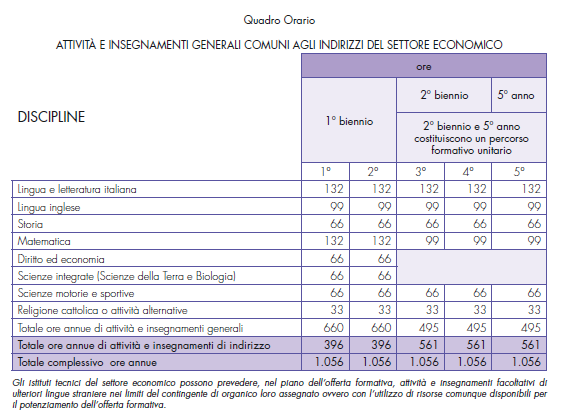 Quadro Orario
ATTIVITÀ E INSEGNAMENTI GENERALI COMUNI AGLI INDIRIZZI DEL SETTORE ECONOMICO
DISCIPLINE
ore
1° biennio
2° biennio 5° anno
2° biennio e 5° anno
costituiscono un percorso
formativo unitario
1° 2° 3° 4° 5°
Lingua e letteratura italiana 132 132 132 132 132
Lingua inglese 99 99 99 99 99
Storia 66 66 66 66 66
Matematica 132 132 99 99 99
Diritto ed economia 66 66
Scienze integrate (Scienze della Terra e Biologia) 66 66
Scienze motorie e sportive 66 66 66 66 66
Religione cattolica o attività alternative 33 33 33 33 33
Totale ore annue di attività e insegnamenti generali 660 660 495 495 495
Totale ore annue di attività e insegnamenti di indirizzo 396 396 561 561 561
Totale complessivo ore annue 1.056 1.056 1.056 1.056 1.056
Gli istituti tecnici del settore economico possono prevedere, nel piano dell'offerta formativa, attività e insegnamenti facoltativi di
ulteriori lingue straniere nei limiti del contingente di organico loro assegnato ovvero con l'utilizzo di risorse comunque disponibili per
il potenziamento dell'offerta formativa.